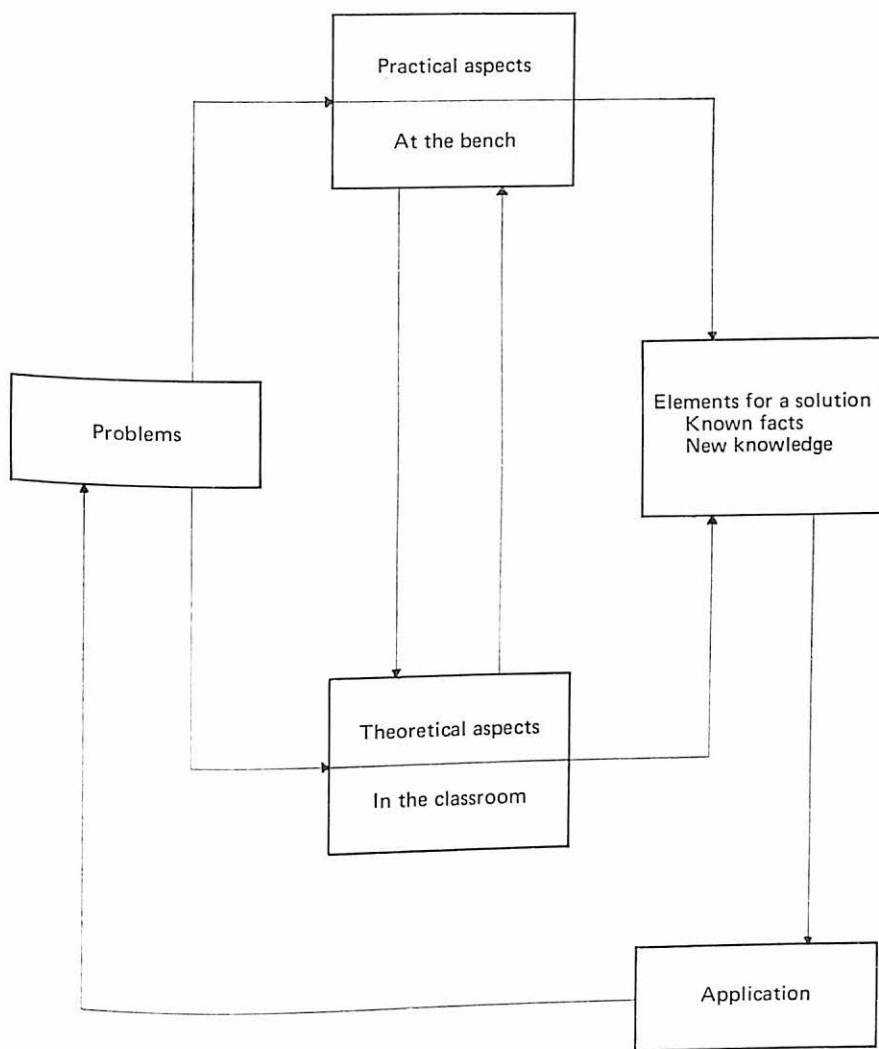 Practical aspects
At the bench
Problems
Elements for a solution
Known facts
New knowledge
Theoretical aspects
In the classroom
Application